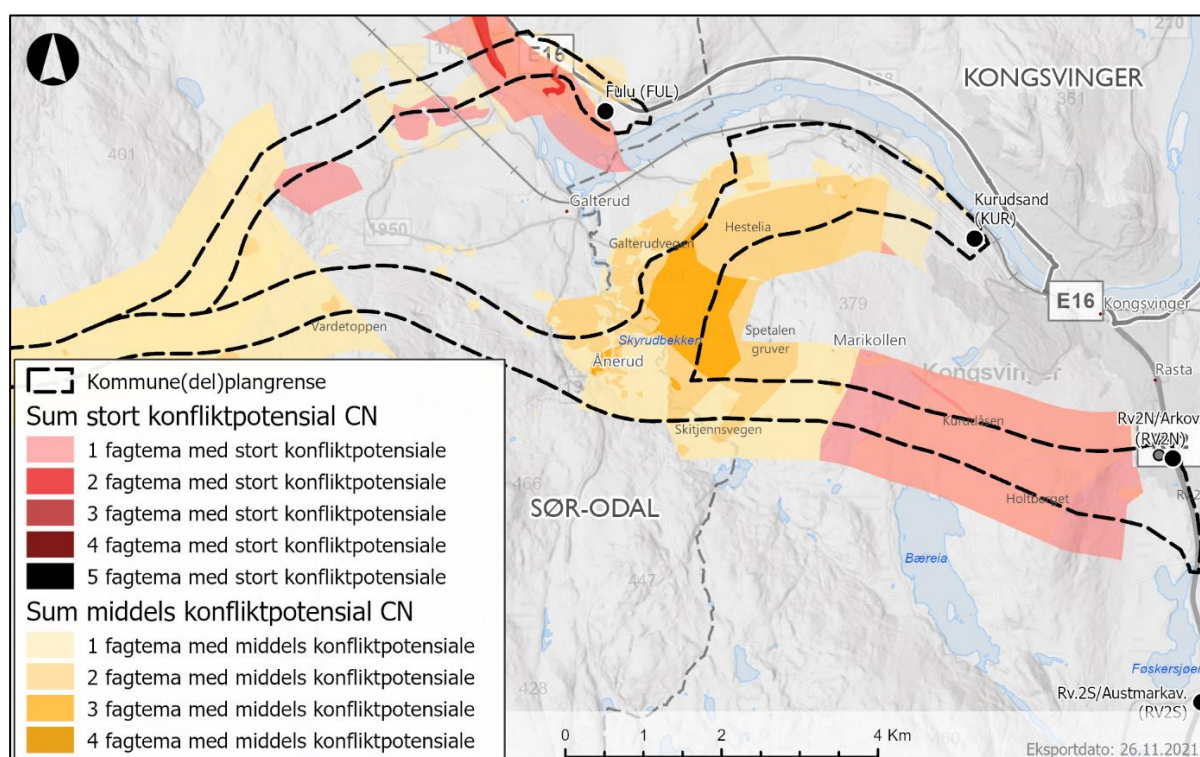 E16
KONGSVINGER
Fulu (FUL)
401
Galterud
1950
Kurudsand
(KUR)
Galterudvegen
Hestelia
E16
Kongsvinger
379
Vardetoppen
Skyrudbekken
Spetalen
gruver
Marikollen
Ånerud
Kongsvinger
Rasta
Kurudåsen
Rv2N/Arkov.
(RV2N)
Skitjennsvegen
Holtberget
SØR-ODAL
Bæreia
447
428
Føskersjøen
Rv.2S/Austmarkav.
(RV2S)
Kommune(del)plangrense
Sum stort konfliktpotensial CN
1 fagtema med stort konfliktpotensiale
2 fagtema med stort konfliktpotensiale
3 fagtema med stort konfliktpotensiale
4 fagtema med stort konfliktpotensiale
5 fagtema med stort konfliktpotensiale
Sum middels konfliktpotensial CN
1 fagtema med middels konfliktpotensiale
2 fagtema med middels konfliktpotensiale
3 fagtema med middels konfliktpotensiale
4 fagtema med middels konfliktpotensiale
0 1 2 4 Km
Eksportdato: 26.11.2021